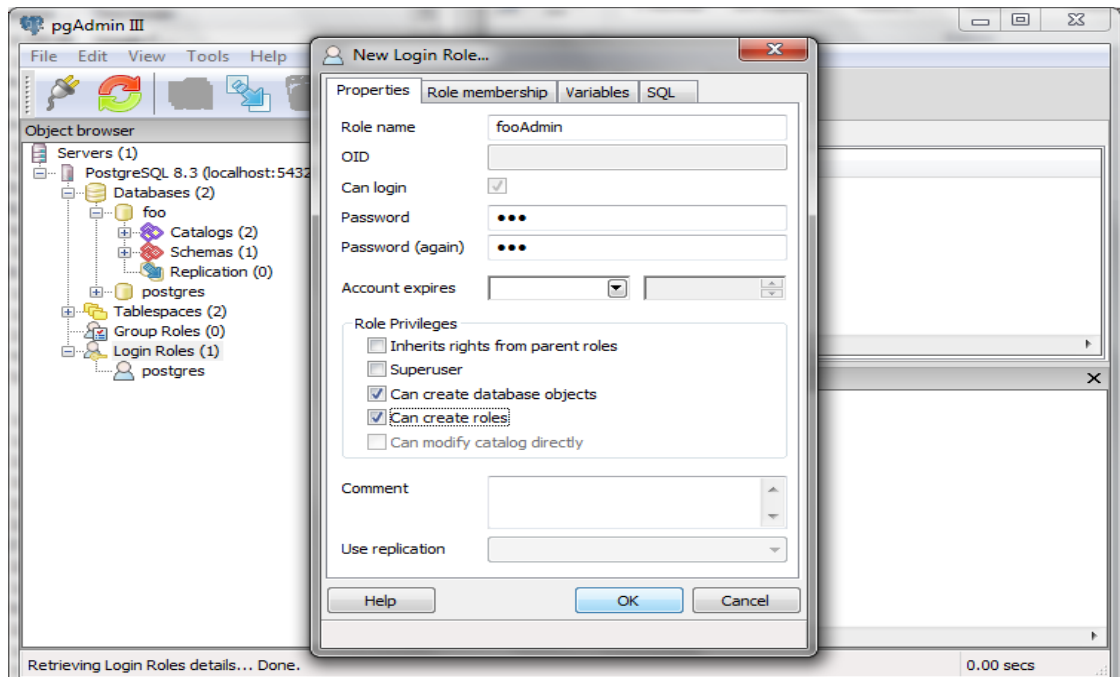 pgAdmin III
File Edit View Tools Help
Object browser
Servers (1)
PostgreSQL 8.3 (localhost:5432
Databases (2)
foo
Catalogs (2)
Schemas (1)
Replication (0)
postgres
Tablespaces (2)
Group Roles (0)
Login Roles (1)
postgres
New Login Role...
Properties Role membership Variables SQL
Role name fooAdmin
OID
Can login
Password •••
Password (again) •••
Account expires
Role Privileges
Inherits rights from parent roles
Superuser
Can create database objects
Can create roles
Can modify catalog directly
Comment
Use replication
Help OK Cancel
Retrieving Login Roles details... Done. 0.00 secs